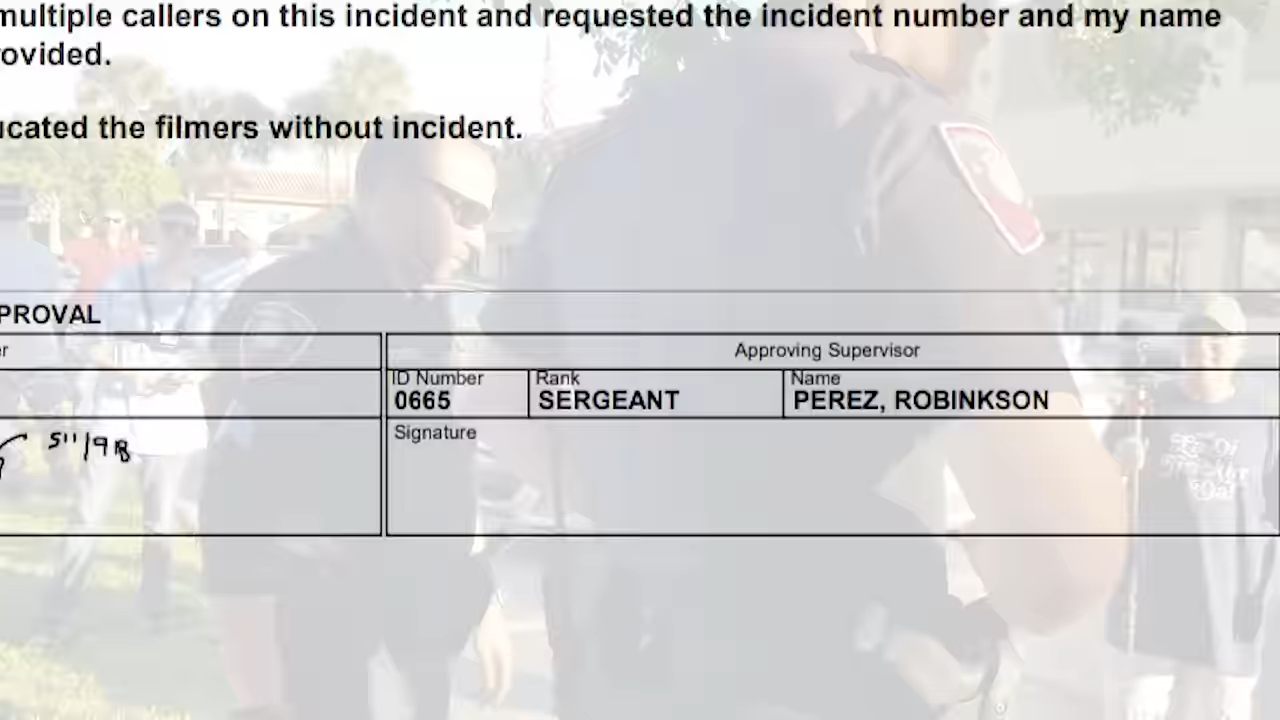 multiple callers on this incident and requested the incident number and my name
ovided.
ucated the filmers without incident.
PROVAL
er
Approving Supervisor
ID Number
Rank
Name
0665
SERGEANT
PEREZ, ROBINKSON
Signature